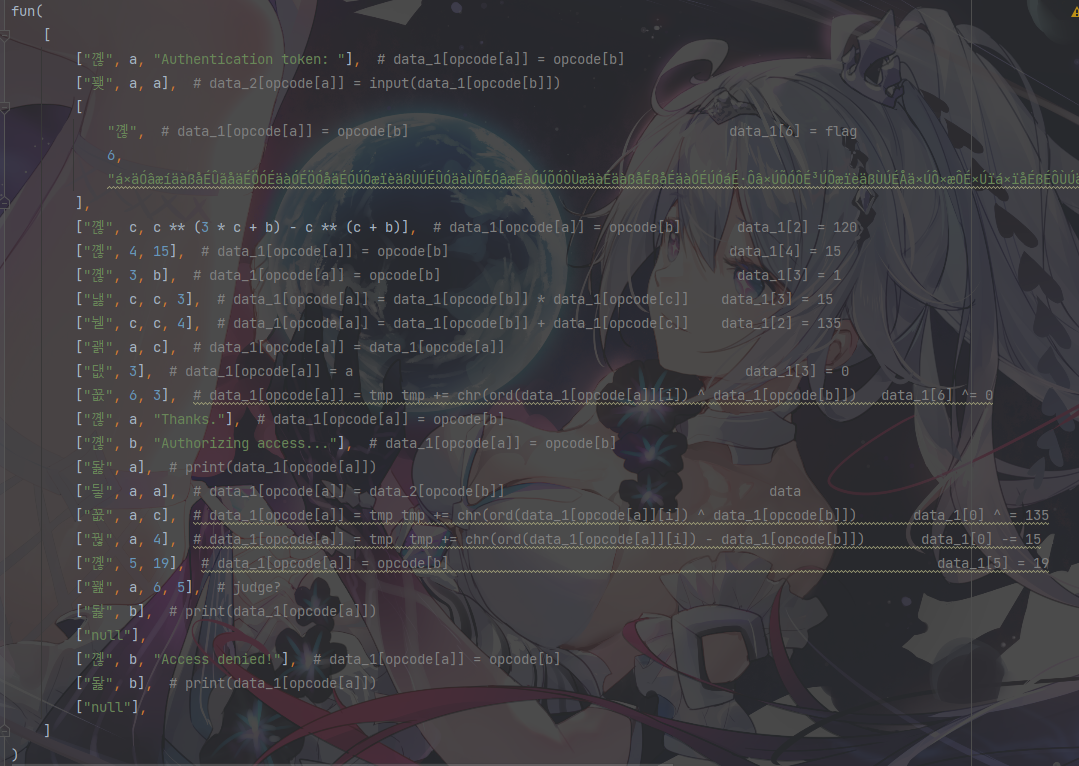 fun(
[
[ , a, "Authentication token: "], # data_1[opcode[a]] = opcode[b]
[ , a, a], # data_2[opcode[a]] = input(data_1[opcode[b]])
[
 , # data_1[opcode[a]] = opcode[b] data_1[6] = flag
6,
],
[ , c, c ** (3 * c + b) - c ** (c + b)], # data_1[opcode[a]] = opcode[b] data_1[2] = 120
[ , 4, 15], # data_1[opcode[a]] = opcode[b] data_1[4] = 15
[ , 3, b], # data_1[opcode[a]] = opcode[b] data_1[3] = 1
[ , c, c, 3], # data_1[opcode[a]] = data_1[opcode[b]] * data_1[opcode[c]] data_1[3] = 15
[ , c, c, 4], # data_1[opcode[a]] = data_1[opcode[b]] + data_1[opcode[c]] data_1[2] = 135
[ , a, c], # data_1[opcode[a]] = data_1[opcode[a]]
[ , 3], # data_1[opcode[a]] = a data_1[3] = 0
[ , 6, 3], # data_1[opcode[a]] = tmp tmp += chr(ord(data_1[opcode[a]][i]) ^ data_1[opcode[b]]) data_1[6] ^= 0
[ , a, "Thanks."], # data_1[opcode[a]] = opcode[b]
[ , b, "Authorizing access..."], # data_1[opcode[a]] = opcode[b]
[ , a], # print(data_1[opcode[a]])
[ , a, a], # data_1[opcode[a]] = data_2[opcode[b]] data
[ , a, c], # data_1[opcode[a]] = tmp tmp += chr(ord(data_1[opcode[a]][i]) ^ data_1[opcode[b]]) data_1[0] ^ = 135
[ , a, 4], # data_1[opcode[a]] = tmp tmp += chr(ord(data_1[opcode[a]][i]) - data_1[opcode[b]]) data_1[0] -= 15
[ , 5, 19], # data_1[opcode[a]] = opcode[b] data_1[5] = 19
[ , a, 6, 5], # judge?
[ , b], # print(data_1[opcode[a]])
["null"],
[ , b, "Access denied!"], # data_1[opcode[a]] = opcode[b]
[ , b], # print(data_1[opcode[a]])
["null"],
]
)